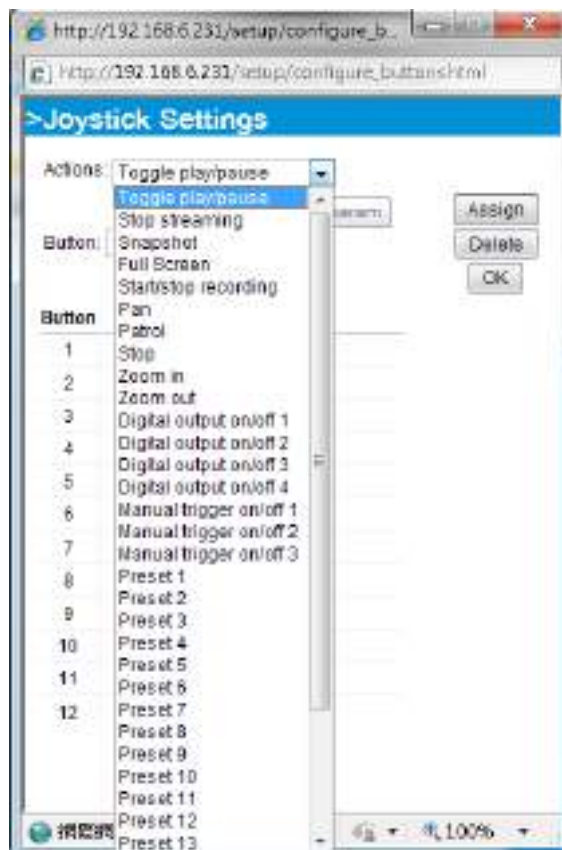 http://192.168.6.231/setup/configure_b...
http://192.168.6.231/setup/configure_buttons.html
>Joystick Settings
Actions: Toggle play/pause
Toggle play/pause
Stop streaming
Assign
Button:
Snapshot
Delete
Full Screen
OK
Start/stop recording
Button
Pan
Patrol
1
Stop
2
Zoom in
Zoom out
3
Digital output on/off 1
4
Digital output on/off 2
Digital output on/off 3
5
Digital output on/off 4
6
Manual trigger on/off 1
Manual trigger on/off 2
7
Manual trigger on/off 3
8
Preset 1
Preset 2
9
Preset 3
10
Preset 4
Preset 5
11
Preset 6
12
Preset 7
Preset 8
Preset 9
Preset 10
Preset 11
Preset 12
100%
Preset 13